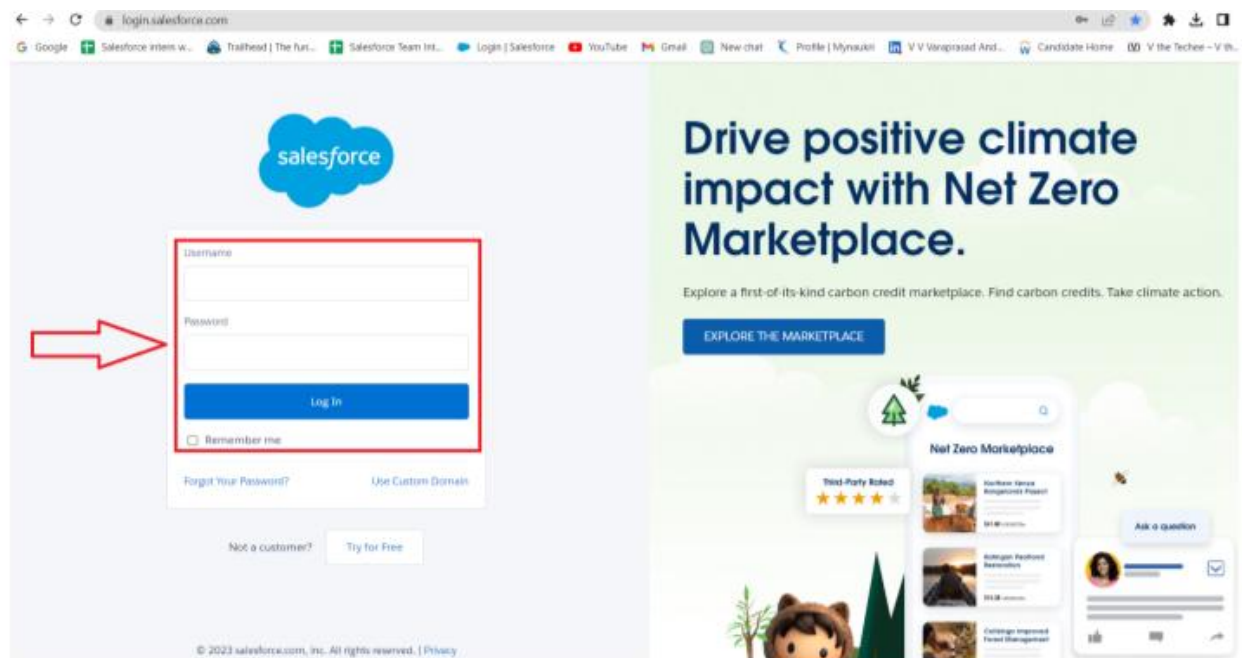 login.salesforce.com
Google
Salesforce intern w...
Trailhead | The fun...
Salesforce Team Int...
Login | Salesforce
YouTube
Gmail
New chat
Profile | Mynaukri
V V Varaprasad And...
Candidate Home
V the Techee – V th...
salesforce
Username
Password
Log In
Remember me
Forgot Your Password?
Use Custom Domain
Not a customer?
Try for Free
© 2023 salesforce.com, inc. All rights reserved. | Privacy
Drive positive climate
impact with Net Zero
Marketplace.
Explore a first-of-its-kind carbon credit marketplace. Find carbon credits. Take climate action.
EXPLORE THE MARKETPLACE
Net Zero Marketplace
Third-Party Rated
Ask a question